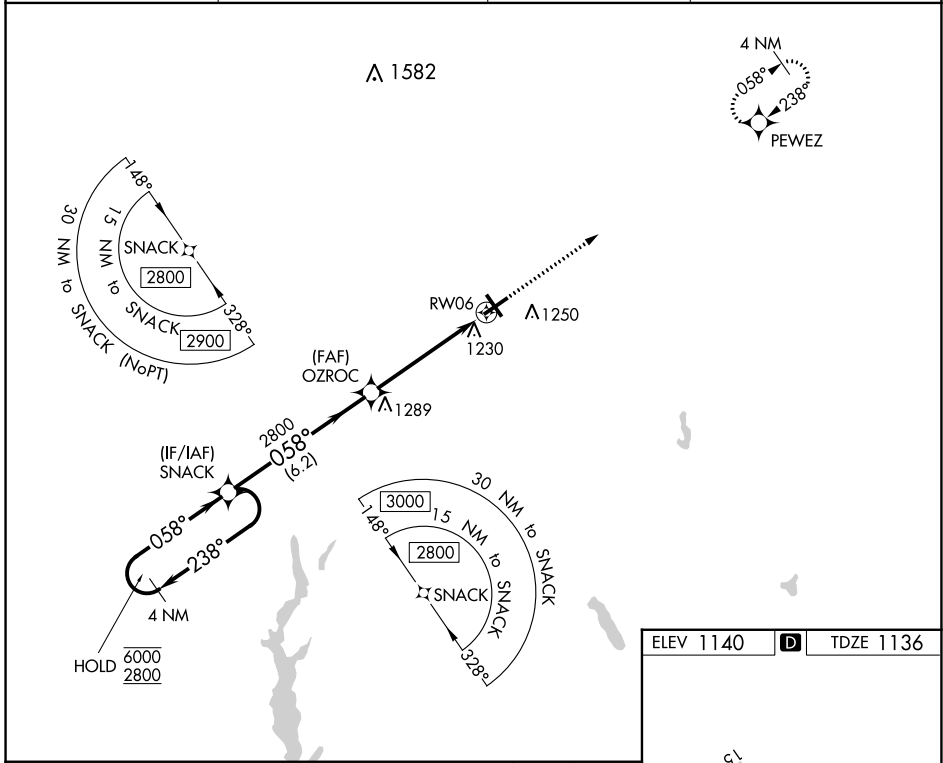 1582
4 NM
058°
238°
PEWEZ
148°
SNACK
2800
15 NM to SNACK
2900
30 NM to SNACK (NoPT)
328°
RW06
1250
1230
(FAF)
OZROC
1289
2800
058°
(6.2)
(IF/IAF)
SNACK
058°
238°
4 NM
HOLD 6000
2800
30 NM to SNACK
3000
15 NM to SNACK
148°
2800
SNACK
328°
ELEV 1140
D
TDZE 1136
15